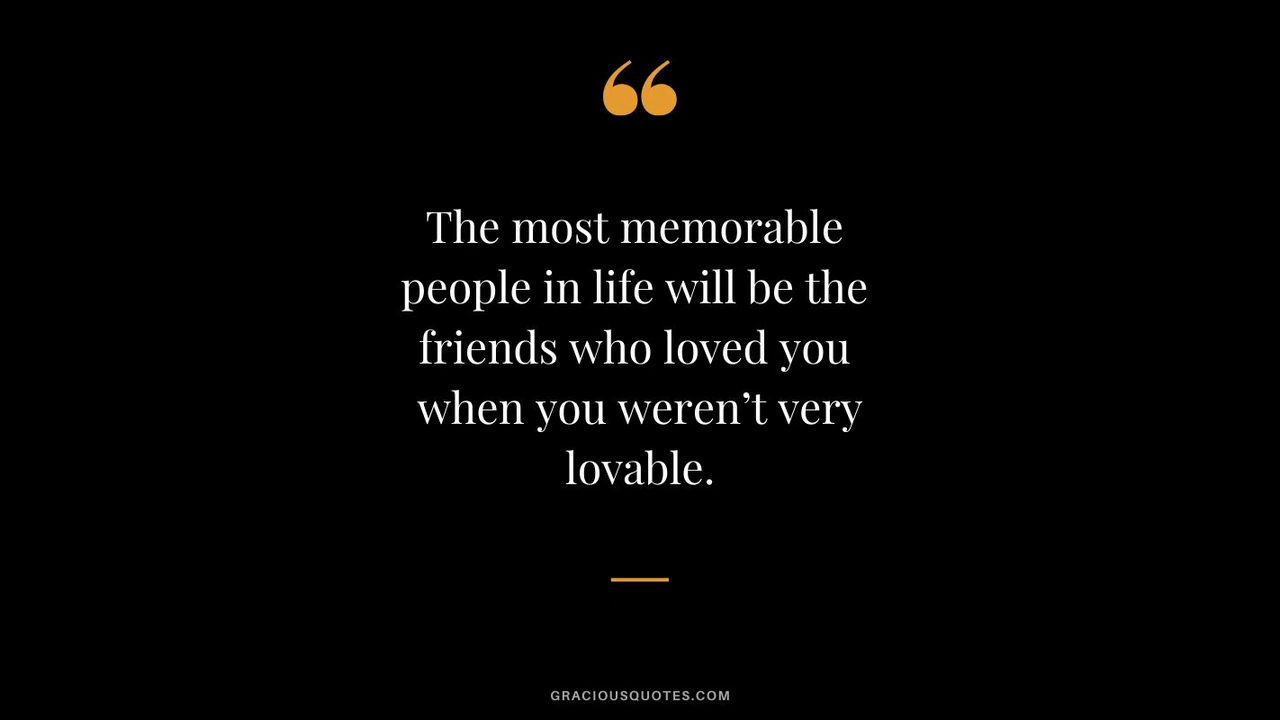 “
The most memorable
people in life will be the
friends who loved you
when you weren’t very
lovable.
GRACIOUSQUOTES.COM